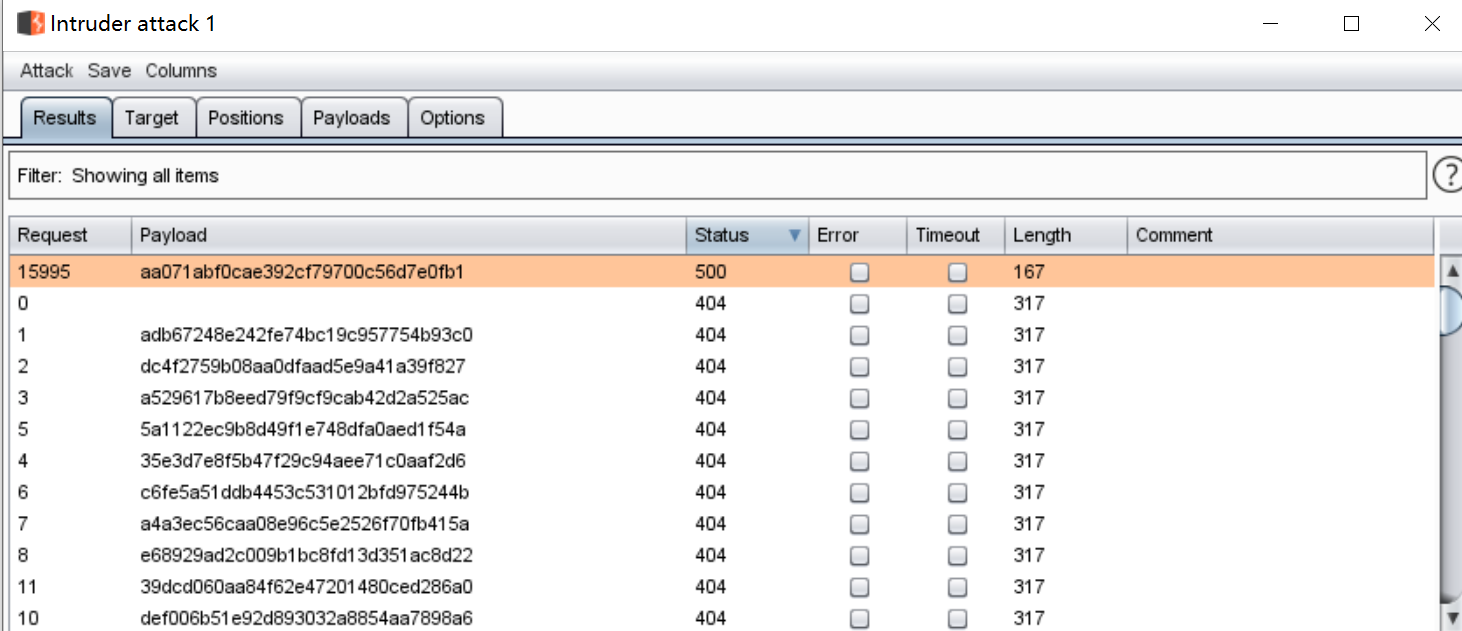 Intruder attack 1
Attack Save Columns
Results Target Positions Payloads Options
Filter: Showing all items ?
Request Payload Status Error Timeout Length Comment
15995 aa071abf0cae392cf79700c56d7e0fb1 500 167
0 404 317
1 adb67248e242fe74bc19c957754b93c0 404 317
2 dc4f2759b08aa0dfaad5e9a41a39f827 404 317
3 a529617b8eed79f9cf9cab42d2a525ac 404 317
5 5a1122ec9b8d49f1e748dfa0aed1f54a 404 317
4 35e3d7e8f5b47f29c94aee71c0aaf2d6 404 317
6 c6fe5a51ddb4453c531012bfd975244b 404 317
7 a4a3ec56caa08e96c5e2526f70fb415a 404 317
8 e68929ad2c009b1bc8fd13d351ac8d22 404 317
11 39dcd060aa84f62e47201480ced286a0 404 317
10 def006b51e92d893032a8854aa7898a6 404 317